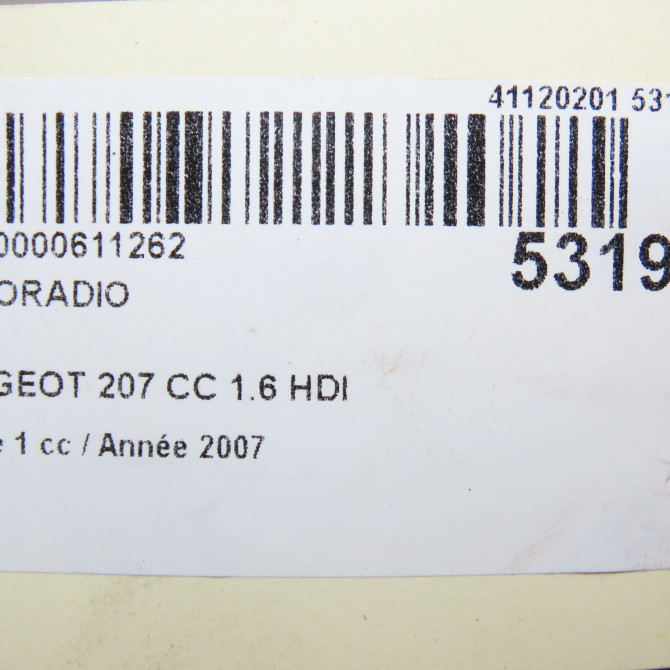 41120201 531
0000611262
5319
ORADIO
GEOT 207 CC 1.6 HDI
e 1 cc / Année 2007